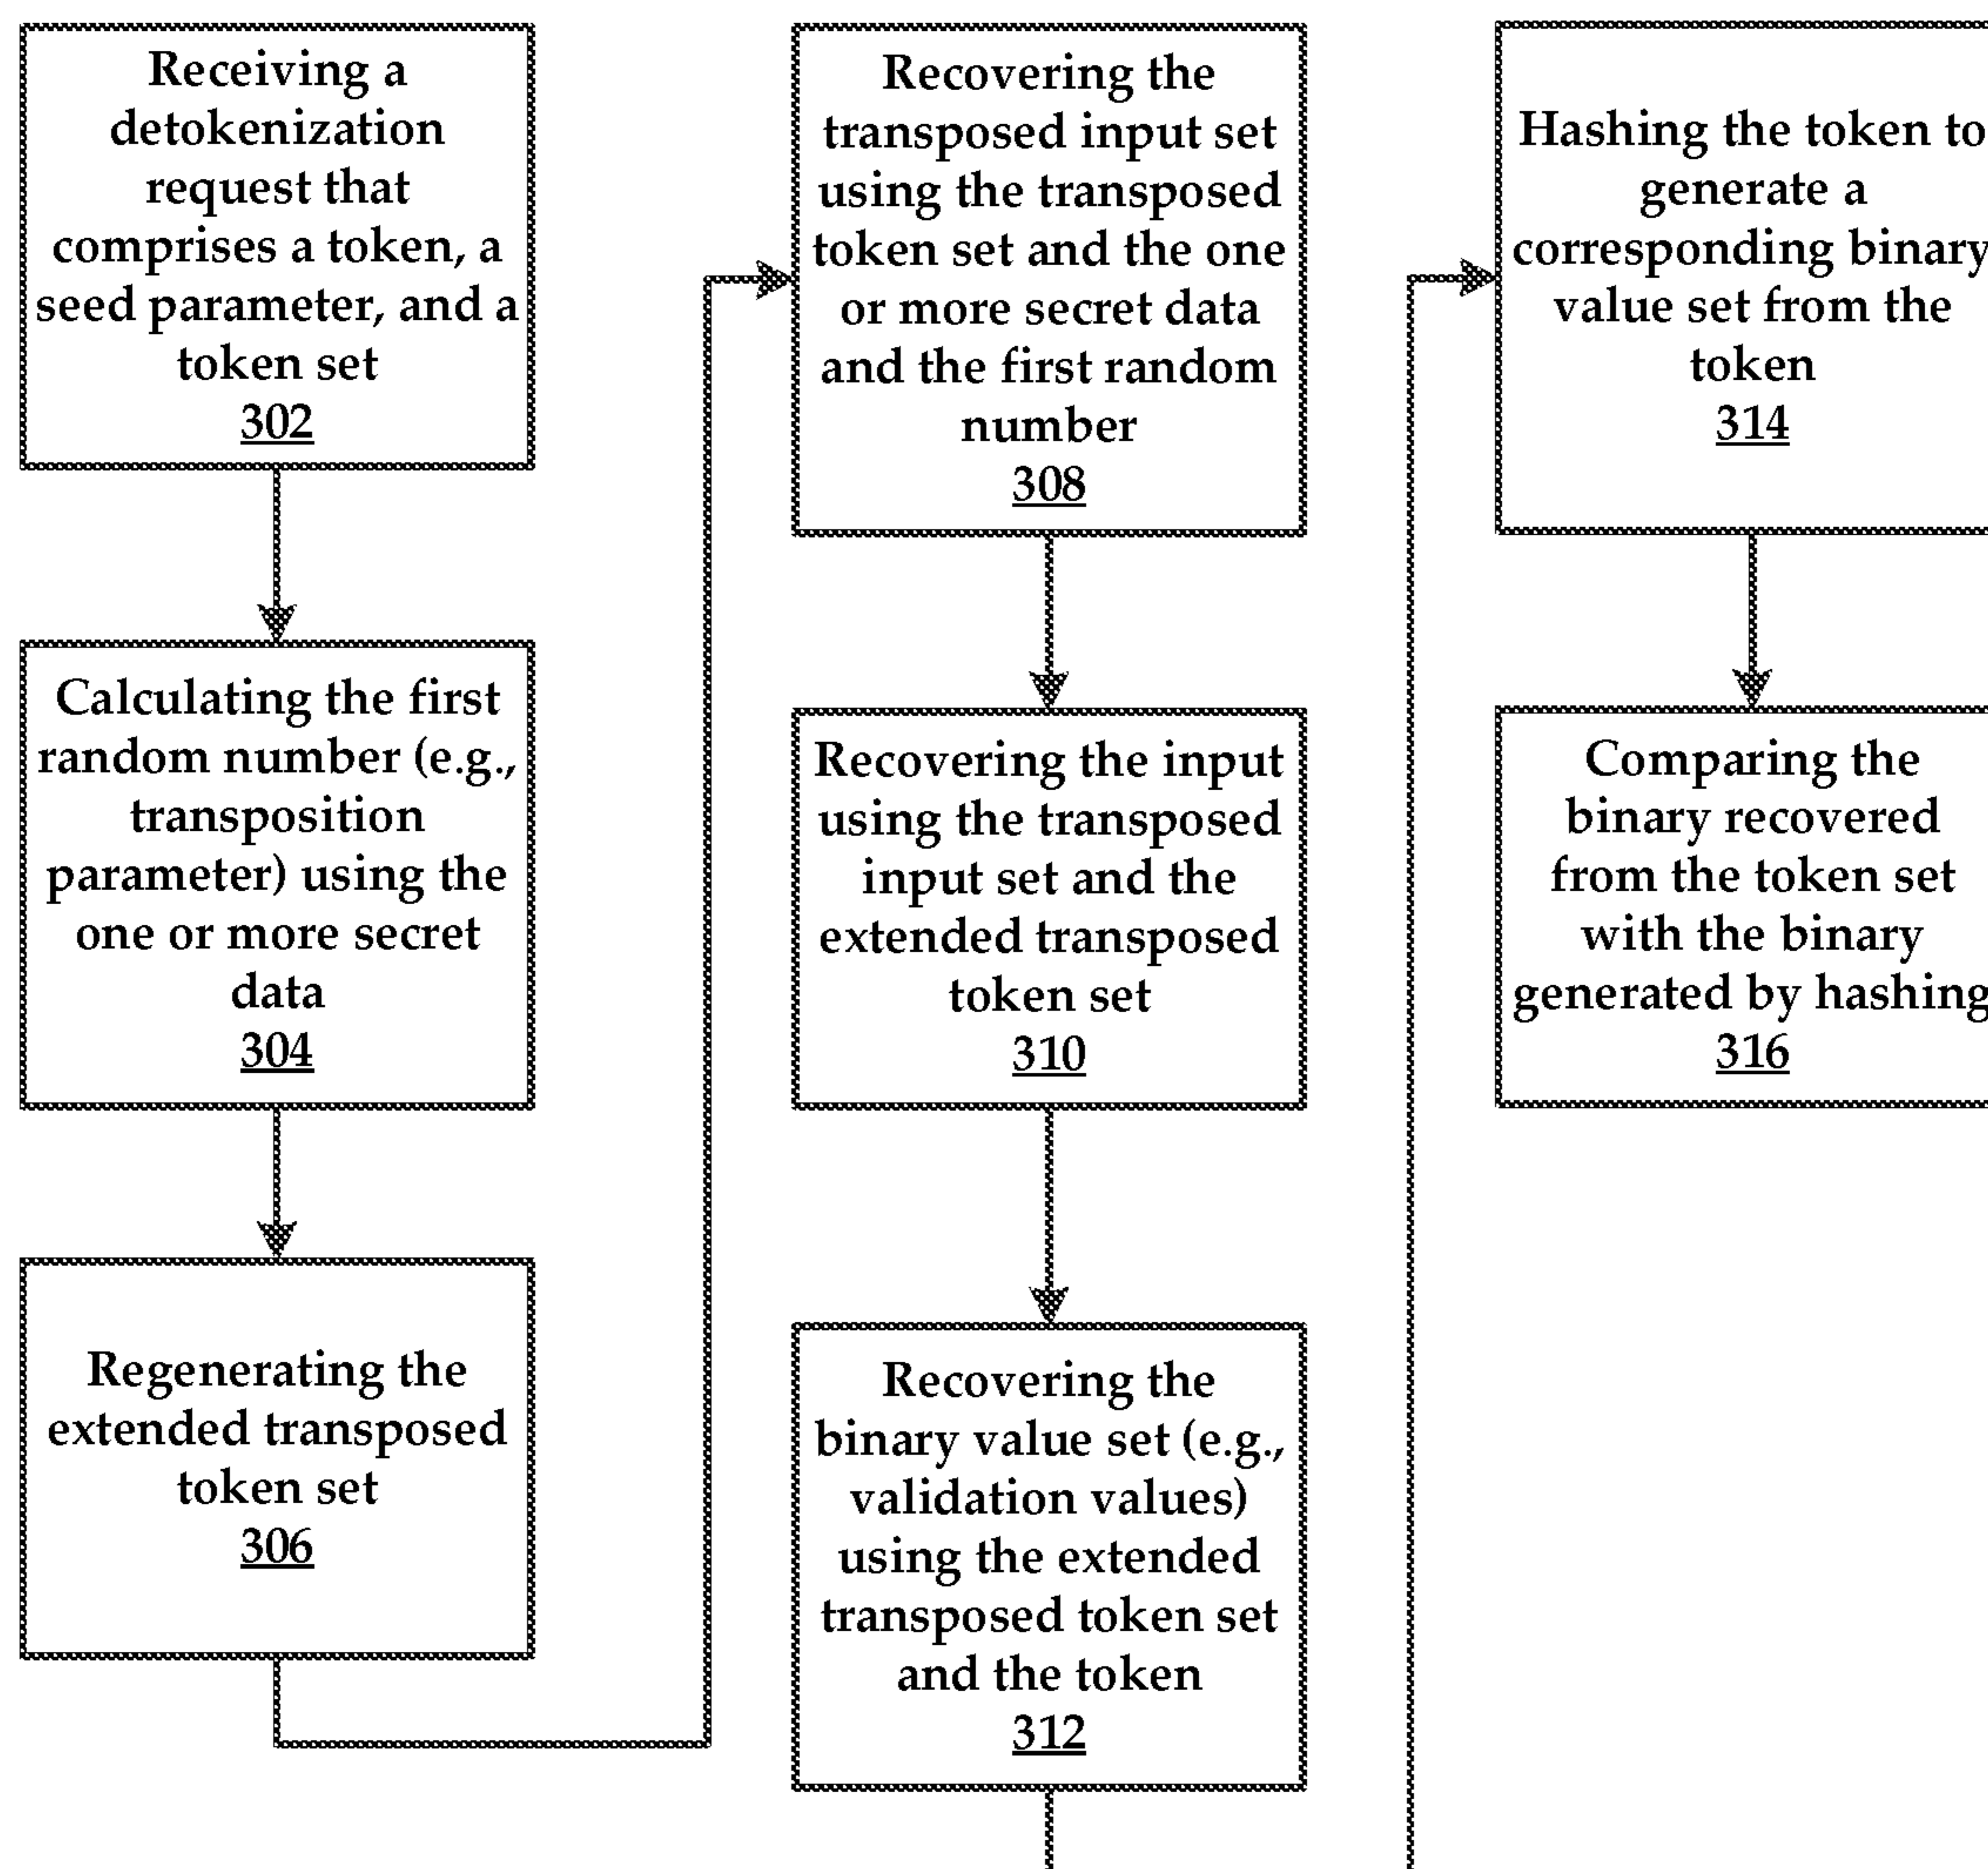 Receiving a
detokenization
request that
comprises a token, a
seed parameter, and a
token set
302
Calculating the first
random number (e.g.,
transposition
parameter) using the
one or more secret
data
304
Regenerating the
extended transposed
token set
306
Recovering the
transposed input set
using the transposed
token set and the one
or more secret data
and the first random
number
308
Recovering the input
using the transposed
input set and the
extended transposed
token set
310
Recovering the
binary value set (e.g.,
validation values)
using the extended
transposed token set
and the token
312
Hashing the token to
generate a
corresponding binary
value set from the
token
314
Comparing the
binary recovered
from the token set
with the binary
generated by hashing
316